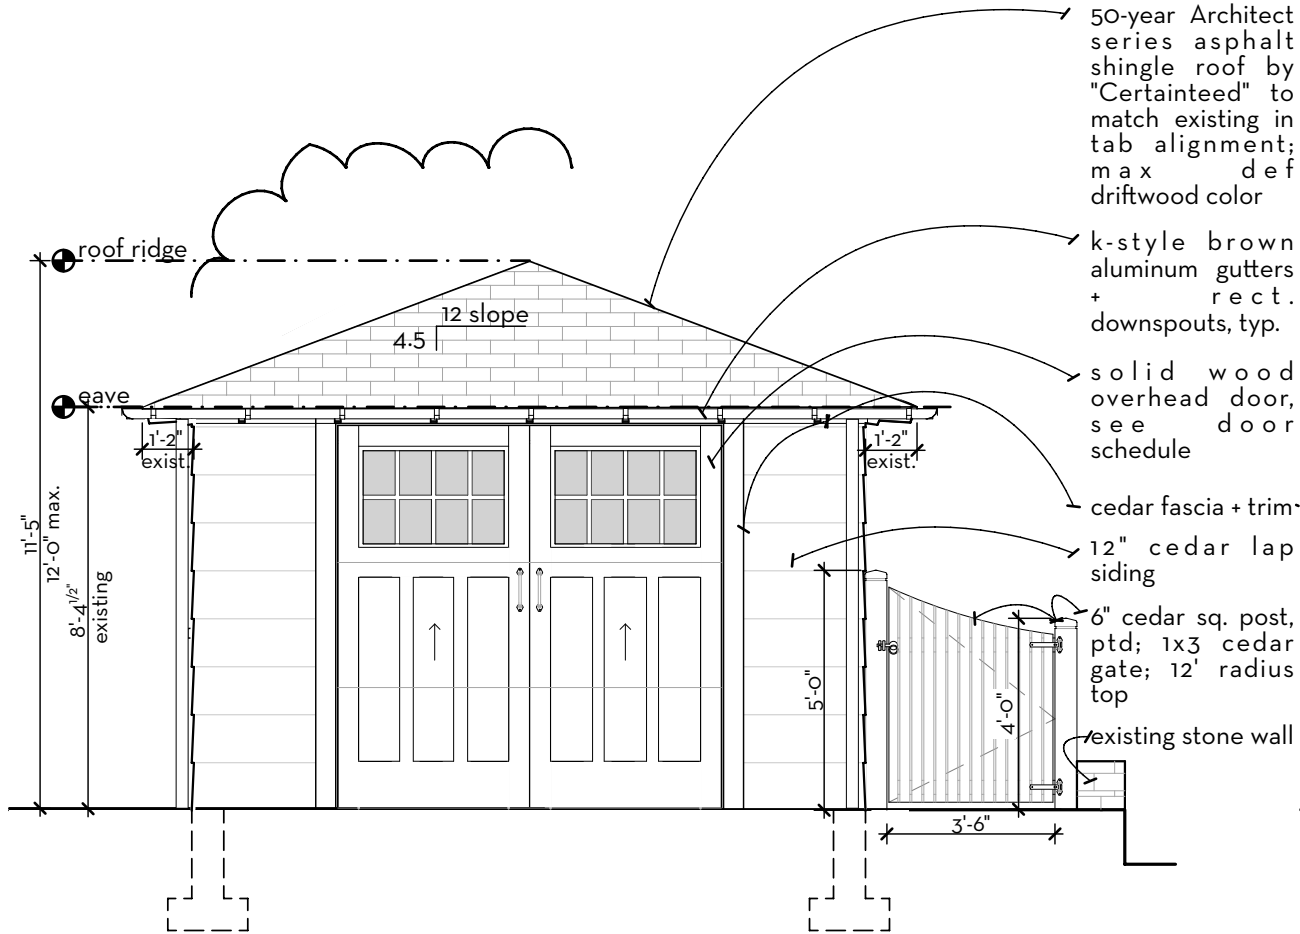 50-year Architect
series asphalt
shingle roof by
"Certainteed" to
match existing in
tab alignment;
max def
driftwood color
k-style brown
aluminum gutters
+ rect.
downspouts, typ.
solid wood
overhead door,
see door
schedule
cedar fascia + trim
12" cedar lap
siding
6" cedar sq. post,
ptd; 1x3 cedar
gate; 12' radius
top
existing stone wall
roof ridge
12 slope
4.5
eave
1'-2"
exist.
1'-2"
exist.
11'-5"
12'-0" max.
8'-4 1/2"
existing
5'-0"
4'-0"
3'-6"